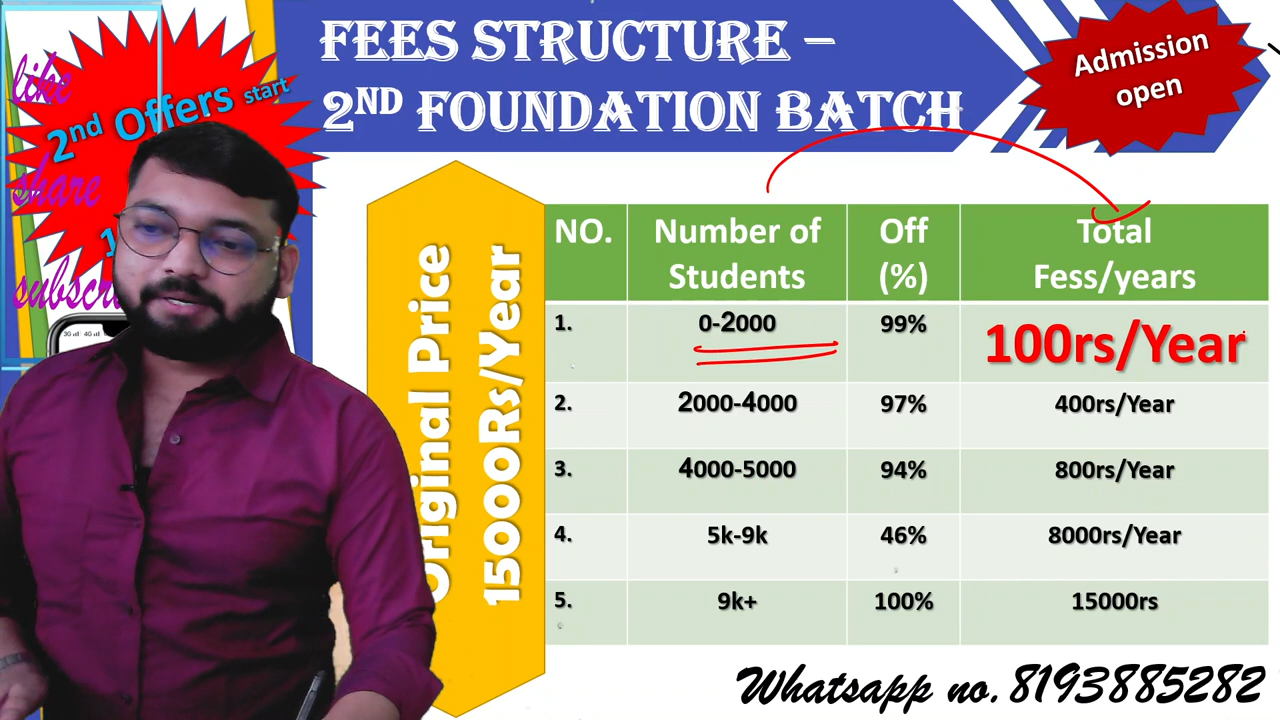 FEES STRUCTURE –
2ND FOUNDATION BATCH
Admission
open
like
2nd Offers start
share
Original Price
15000Rs/Year
NO.
Number of
Students
Off
(%)
Total
Fess/years
1.
0-2000
99%
100rs/Year
2.
2000-4000
97%
400rs/Year
3.
4000-5000
94%
800rs/Year
4.
5k-9k
46%
8000rs/Year
5.
9k+
100%
15000rs
Whatsapp no. 8193885282